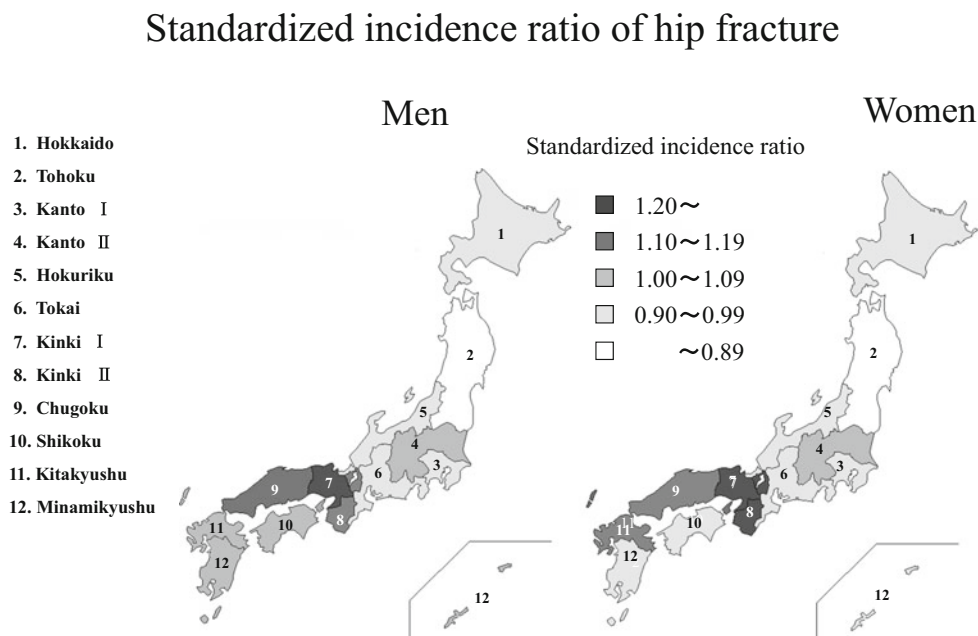 Standardized incidence ratio of hip fracture
Men
Women
1. Hokkaido
2. Tohoku
3. Kanto Ⅰ
4. Kanto Ⅱ
5. Hokuriku
6. Tokai
7. Kinki Ⅰ
8. Kinki Ⅱ
9. Chugoku
10. Shikoku
11. Kitakyushu
12. Minamikyushu
Standardized incidence ratio
1.20～
1.10～1.19
1.00～1.09
0.90～0.99
～0.89
1
2
5
4
3
6
7
9
8
10
11
12
12
1
2
5
4
3
6
7
9
8
10
11
11
12
12